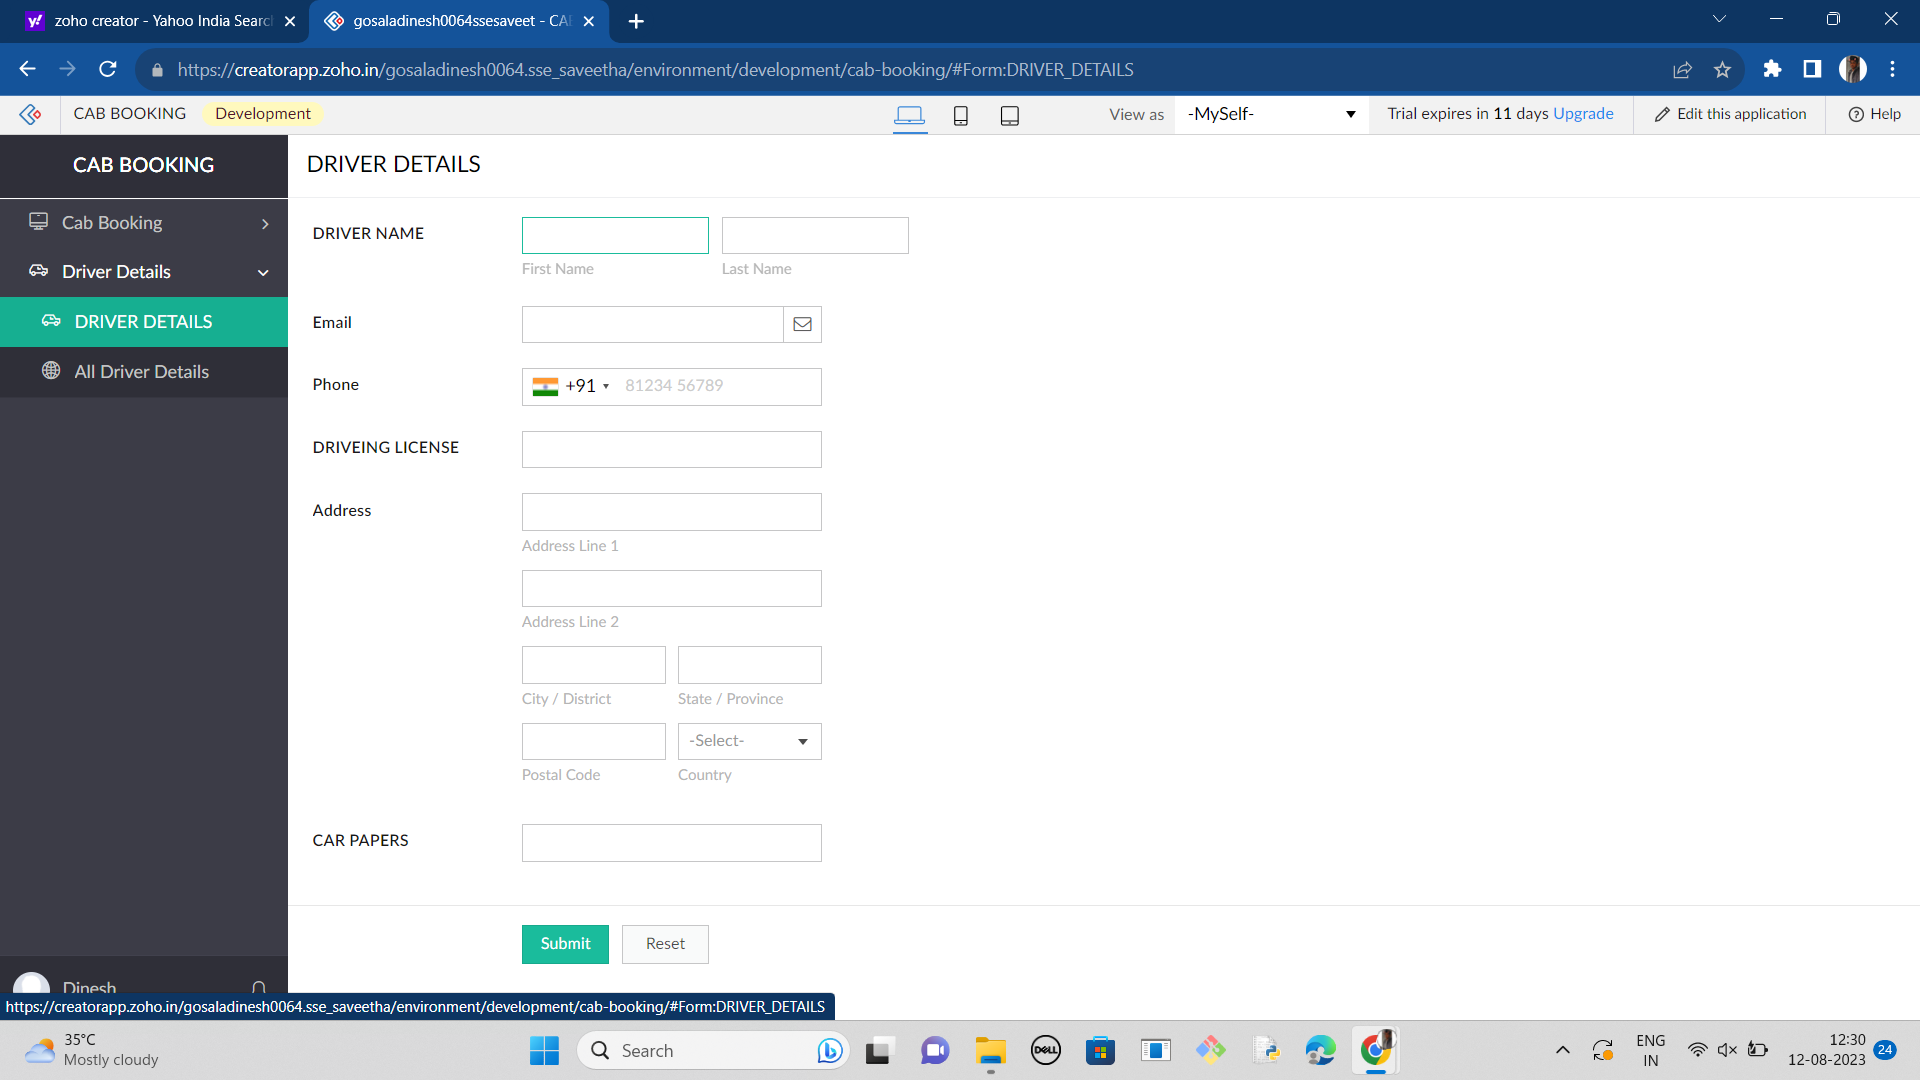 zoho creator - Yahoo India Searc
gosaladinesh0064ssesaveet - CA
https://creatorapp.zoho.in/gosaladinesh0064.sse_saveetha/environment/development/cab-booking/#Form:DRIVER_DETAILS
CAB BOOKING
Development
View as
-MySelf-
Trial expires in 11 days Upgrade
Edit this application
Help
CAB BOOKING
Cab Booking
Driver Details
DRIVER DETAILS
All Driver Details
Dinesh
DRIVER DETAILS
DRIVER NAME
First Name
Last Name
Email
Phone
+91
81234 56789
DRIVEING LICENSE
Address
Address Line 1
Address Line 2
City / District
State / Province
-Select-
Postal Code
Country
CAR PAPERS
Submit
Reset
https://creatorapp.zoho.in/gosaladinesh0064.sse_saveetha/environment/development/cab-booking/#Form:DRIVER_DETAILS
35°C
Mostly cloudy
Search
DELL
ENG
IN
12:30
12-08-2023
24